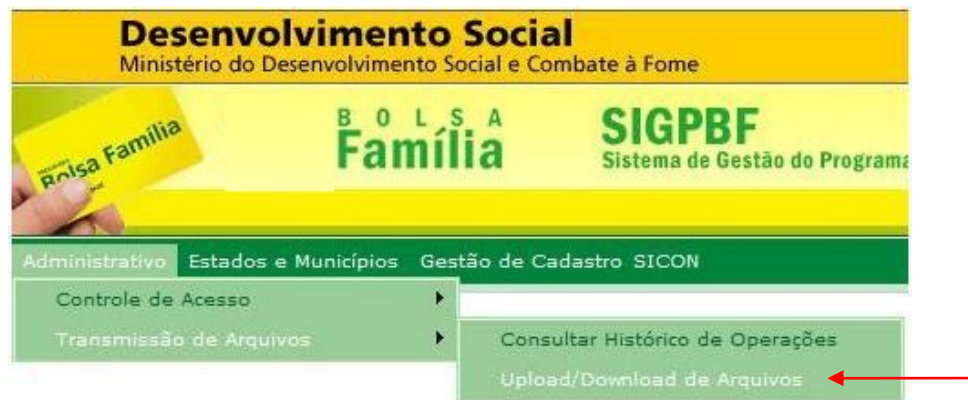 Desenvolvimento Social
Ministério do Desenvolvimento Social e Combate à Fome
Bolsa Família
BOLSA
Família
SIGPBF
Sistema de Gestão do Programa
Administrativo Estados e Municípios Gestão de Cadastro SICON
Controle de Acesso
Transmissão de Arquivos
Consultar Histórico de Operações
Upload/Download de Arquivos